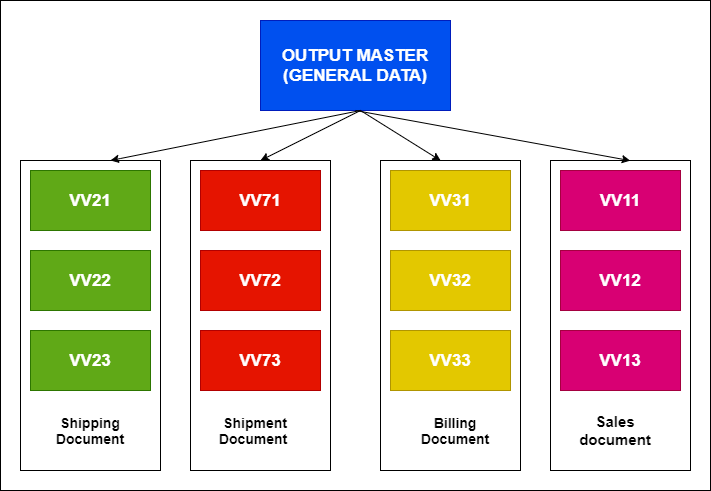 OUTPUT MASTER
(GENERAL DATA)
VV21
VV22
VV23
Shipping
Document
VV71
VV72
VV73
Shipment
Document
VV31
VV32
VV33
Billing
Document
VV11
VV12
VV13
Sales
document